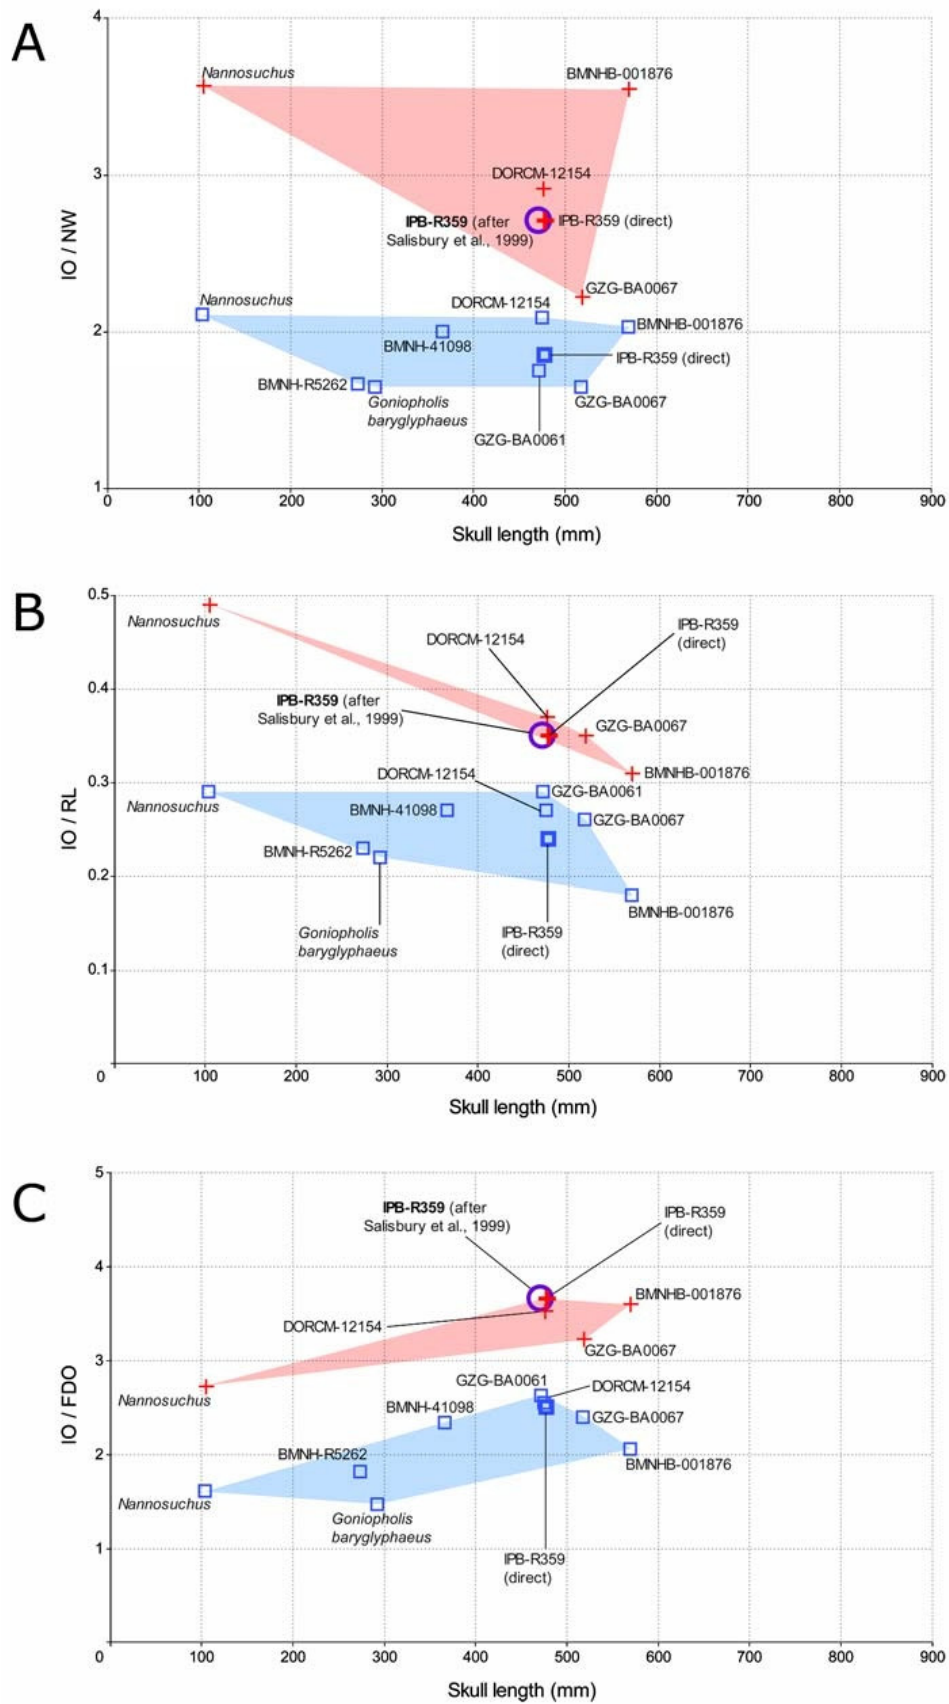 A
4
Nannosuchus
BMNHB-001876
3
DORCM-12154
IPB-R359 (after
Salisbury et al., 1999)
IPB-R359 (direct)
IO / NW
GZG-BA0067
Nannosuchus
DORCM-12154
BMNHB-001876
2
BMNH-41098
IPB-R359 (direct)
BMNH-R5262
Goniopholis
baryglyphaeus
GZG-BA0067
GZG-BA0061
1
0 100 200 300 400 500 600 700 800 900
Skull length (mm)
B
0.5
Nannosuchus
IPB-R359
(direct)
DORCM-12154
0.4
IPB-R359 (after
Salisbury et al., 1999)
GZG-BA0067
BMNHB-001876
0.3
DORCM-12154
GZG-BA0061
Nannosuchus
BMNH-41098
GZG-BA0067
IO / RL
BMNH-R5262
0.2
BMNHB-001876
Goniopholis
baryglyphaeus
IPB-R359
(direct)
0.1
0 100 200 300 400 500 600 700 800 900
Skull length (mm)
C
5
IPB-R359 (after
Salisbury et al., 1999)
IPB-R359
(direct)
4
BMNHB-001876
DORCM-12154
GZG-BA0067
3
Nannosuchus
GZG-BA0061
DORCM-12154
BMNH-41098
GZG-BA0067
IO / FDO
BMNH-R5262
2
BMNHB-001876
Nannosuchus
Goniopholis
baryglyphaeus
1
IPB-R359
(direct)
0 100 200 300 400 500 600 700 800 900
Skull length (mm)